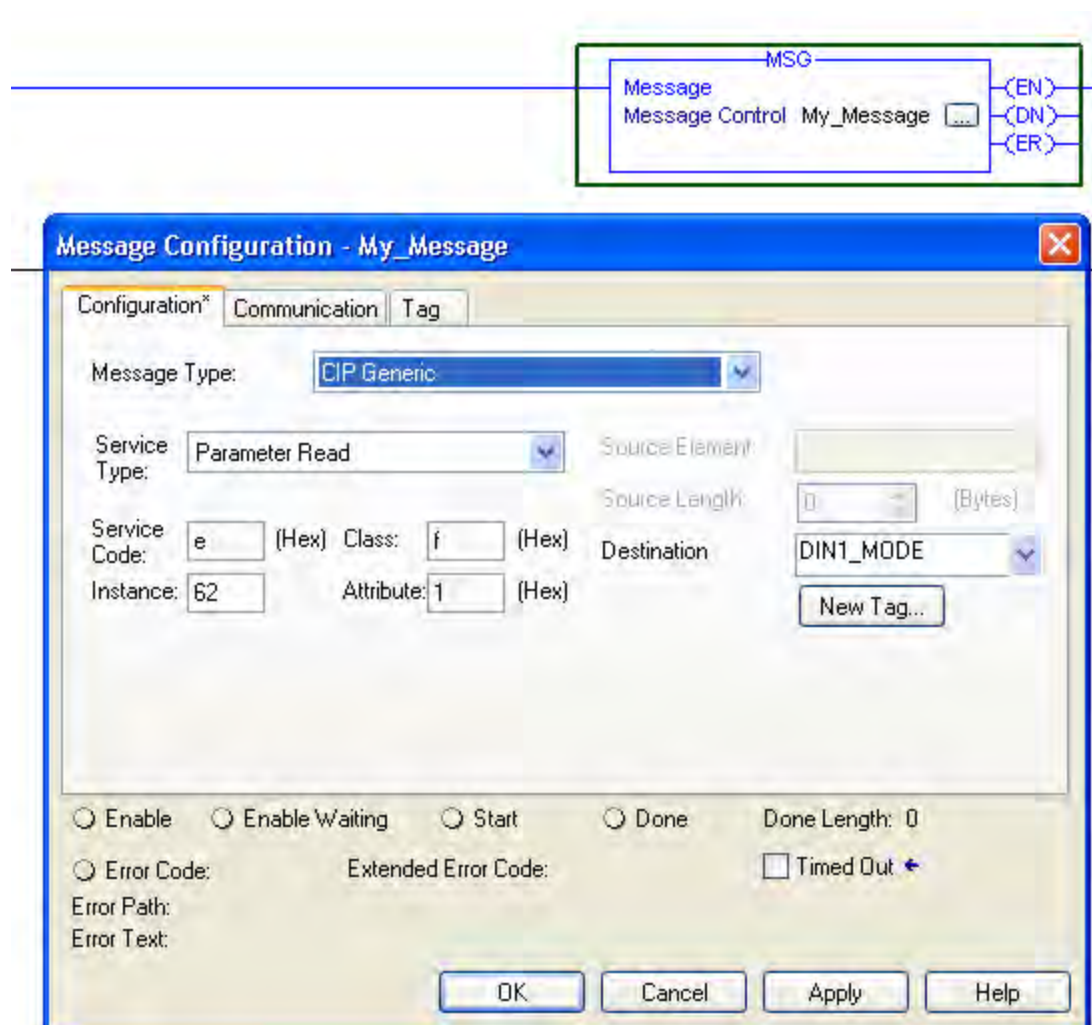 MSG
Message
Message Control My_Message ...
(EN)
(DN)
(ER)
Message Configuration - My_Message
Configuration* Communication Tag
Message Type: CIP Generic
Service Type: Parameter Read
Source Element:
Source Length: 0 (Bytes)
Service Code: e (Hex) Class: f (Hex)
Destination DIN1_MODE
Instance: 62 Attribute: 1 (Hex)
New Tag...
Enable Enable Waiting Start Done Done Length: 0
Error Code: Extended Error Code: Timed Out
Error Path:
Error Text:
OK Cancel Apply Help